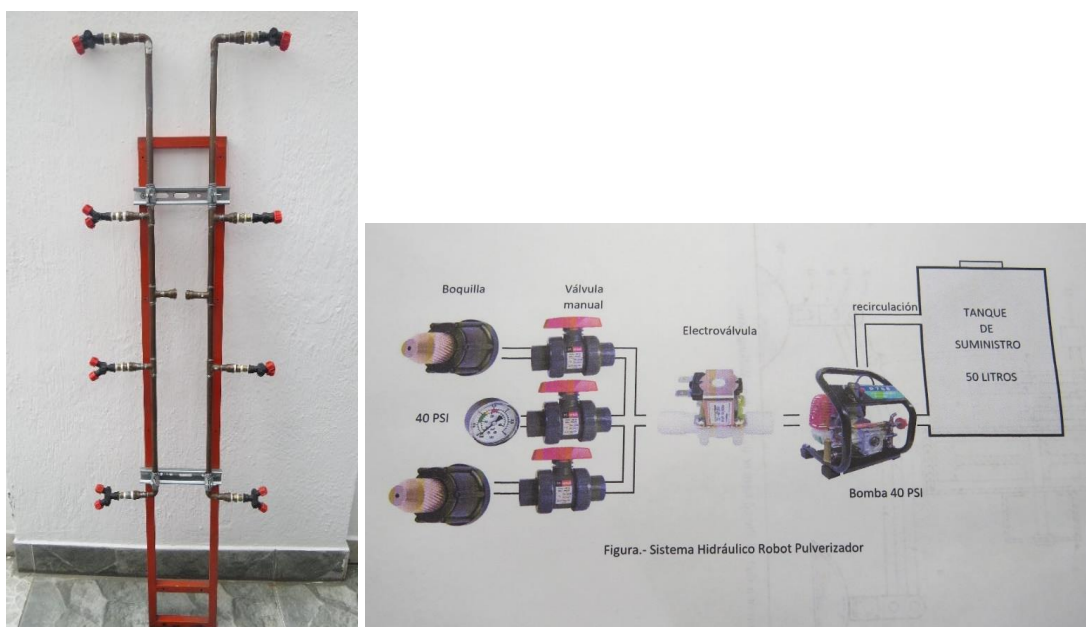 Boquilla
Válvula
manual
Electroválvula
recirculación
TANQUE
DE
SUMINISTRO
50 LITROS
40 PSI
Bomba 40 PSI
Figura.- Sistema Hidráulico Robot Pulverizador